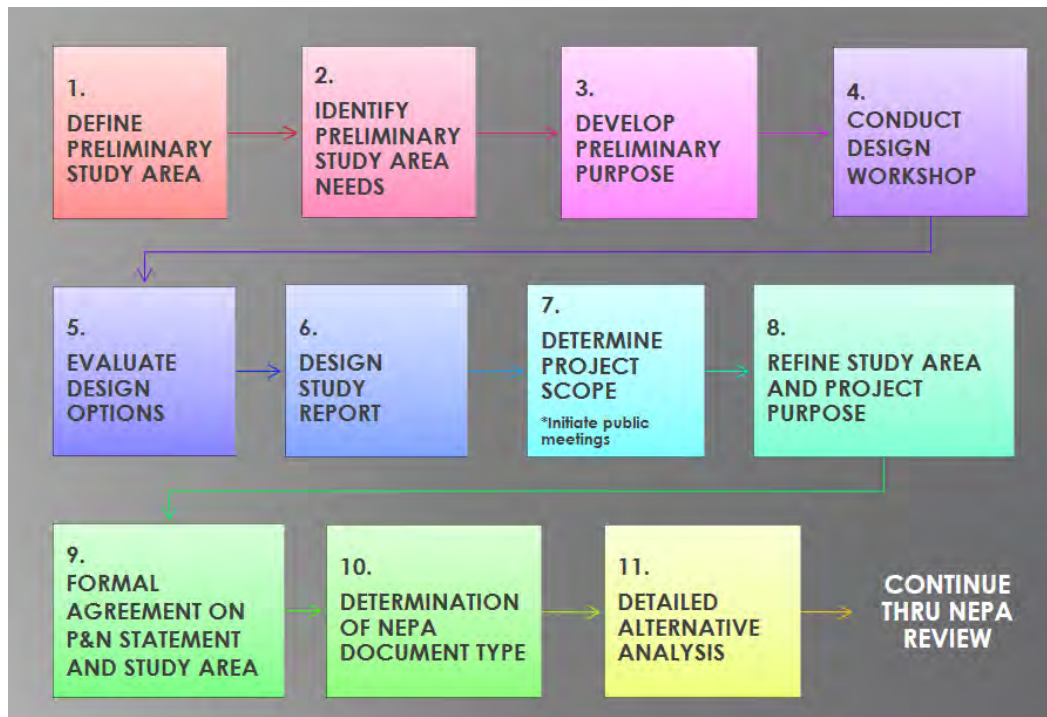 1.
DEFINE
PRELIMINARY
STUDY AREA
2.
IDENTIFY
PRELIMINARY
STUDY AREA
NEEDS
3.
DEVELOP
PRELIMINARY
PURPOSE
4.
CONDUCT
DESIGN
WORKSHOP
5.
EVALUATE
DESIGN
OPTIONS
6.
DESIGN
STUDY
REPORT
7.
DETERMINE
PROJECT
SCOPE
*Initiate public
meetings
8.
REFINE STUDY AREA
AND PROJECT
PURPOSE
9.
FORMAL
AGREEMENT ON
P&N STATEMENT
AND STUDY AREA
10.
DETERMINATION
OF NEPA
DOCUMENT TYPE
11.
DETAILED
ALTERNATIVE
ANALYSIS
CONTINUE
THRU NEPA
REVIEW